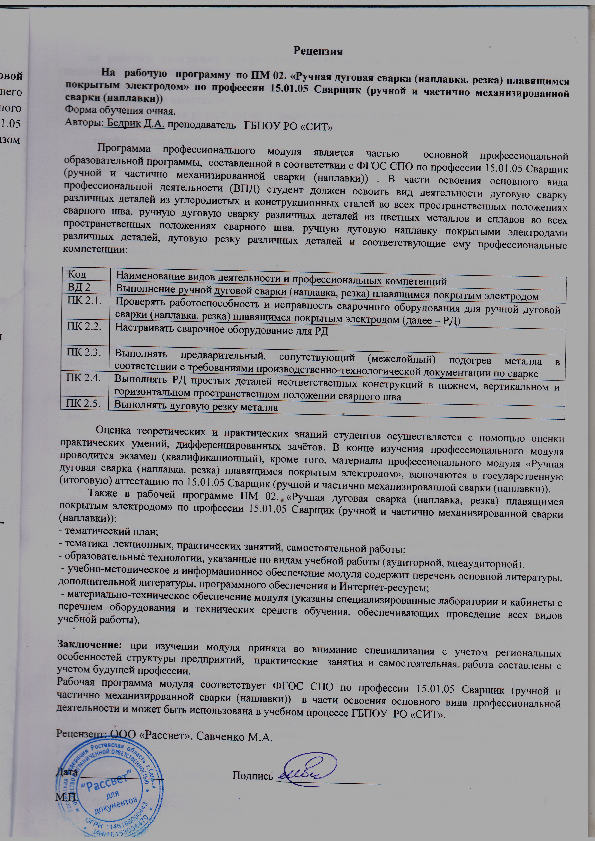 овой
него
ного
1.05
изом
Рецензия
На рабочую программу по ПМ 02. «Ручная дуговая сварка (наплавка, резка) плавящимся
покрытым электродом» по профессии 15.01.05 Сварщик (ручной и частично механизированной
сварки (наплавки))
Форма обучения очная.
Авторы: Бедрик Д.А. преподаватель ГБПОУ РО «СИТ»
Программа профессионального модуля является частью основной профессиональной
образовательной программы, составленной в соответствии с ФГОС СПО по профессии 15.01.05 Сварщик
(ручной и частично механизированной сварки (наплавки)) . В части освоения основного вида
профессиональной деятельности (ВПД) студент должен освоить вид деятельности дуговую сварку
различных деталей из углеродистых и конструкционных сталей во всех пространственных положениях
сварного шва, ручную дуговую сварку различных деталей из цветных металлов и сплавов во всех
пространственных положениях сварного шва, ручную дуговую наплавку покрытыми электродами
различных деталей, дуговую резку различных деталей и соответствующие ему профессиональные
компетенции:
Код Наименование видов деятельности и профессиональных компетенций
ВД 2 Выполнение ручной дуговой сварки (наплавка, резка) плавящимся покрытым электродом
ПК 2.1. Проверять работоспособность и исправность сварочного оборудования для ручной дуговой
сварки (наплавка, резка) плавящимся покрытым электродом (далее – РД)
ПК 2.2. Настраивать сварочное оборудование для РД
ПК 2.3. Выполнять предварительный, сопутствующий (межслойный) подогрев металла в
соответствии с требованиями производственно-технологической документации по сварке
ПК 2.4. Выполнять РД простых деталей неответственных конструкций в нижнем, вертикальном и
горизонтальном пространственном положении сварного шва
ПК 2.5. Выполнять дуговую резку металла
Оценка теоретических и практических знаний студентов осуществляется с помощью оценки
практических умений, дифференцированных зачётов. В конце изучения профессионального модуля
проводится экзамен (квалификационный), кроме того, материалы профессионального модуля «Ручная
дуговая сварка (наплавка, резка) плавящимся покрытым электродом», включаются в государственную
(итоговую) аттестацию по 15.01.05 Сварщик (ручной и частично механизированной сварки (наплавки)).
Также в рабочей программе ПМ 02. «Ручная дуговая сварка (наплавка, резка) плавящимся
покрытым электродом» по профессии 15.01.05 Сварщик (ручной и частично механизированной сварки
(наплавки)):
- тематический план;
- тематика лекционных, практических занятий, самостоятельной работы;
- образовательные технологии, указанные по видам учебной работы (аудиторной, внеаудиторной).
- учебно-методическое и информационное обеспечение модуля содержит перечень основной литературы,
дополнительной литературы, программного обеспечения и Интернет-ресурсы;
- материально-техническое обеспечение модуля (указаны специализированные лаборатории и кабинеты с
перечнем оборудования и технических средств обучения, обеспечивающих проведение всех видов
учебной работы).
Заключение: при изучении модуля принята во внимание специализация с учетом региональных
особенностей структуры предприятий, практические занятия и самостоятельная работа составлены с
учетом будущей профессии.
Рабочая программа модуля соответствует ФГОС СПО по профессии 15.01.05 Сварщик (ручной и
частично механизированной сварки (наплавки)) в части освоения основного вида профессиональной
деятельности и может быть использована в учебном процессе ГБПОУ РО «СИТ».
Рецензент: ООО «Рассвет», Савченко М.А.
Дата Подпись
М.П.
"Рассвет"
для
документов